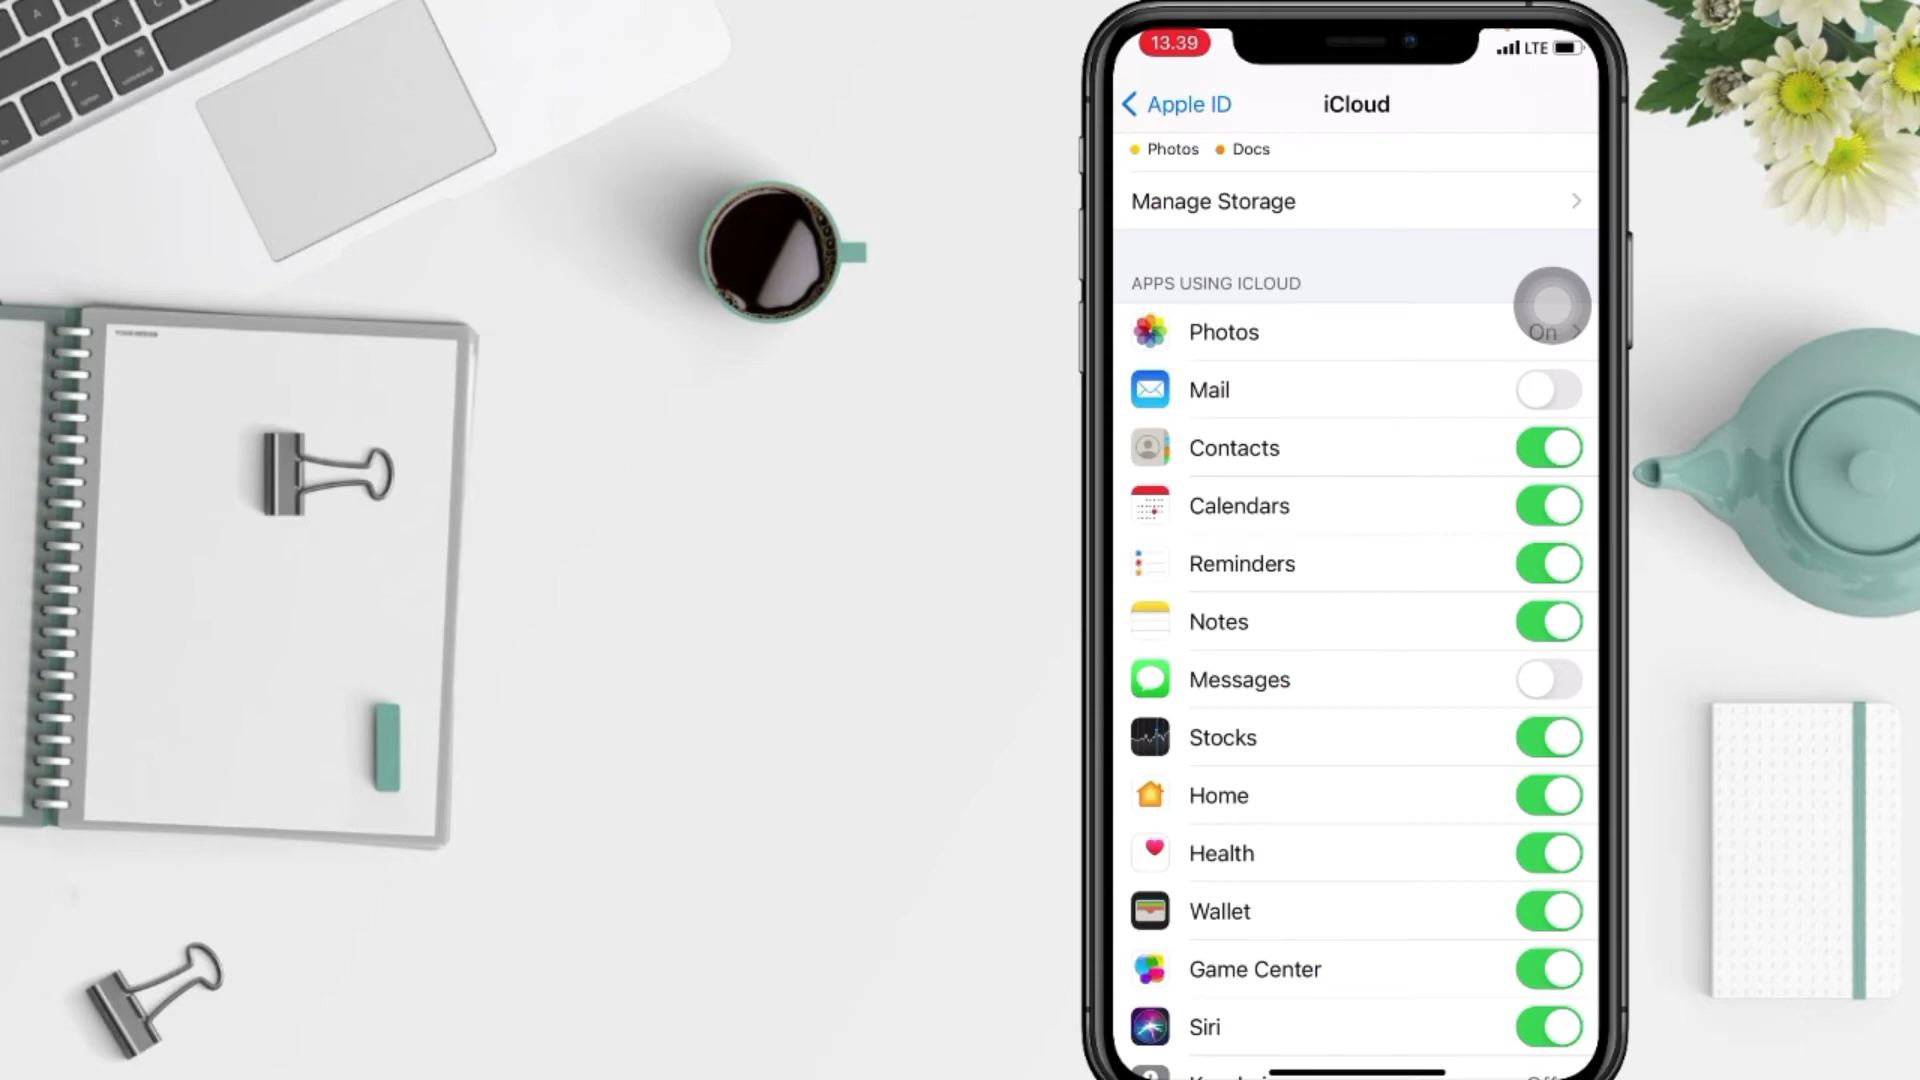 13.39
LTE
Apple ID
iCloud
Photos Docs
Manage Storage
APPS USING ICLOUD
Photos On
Mail
Contacts
Calendars
Reminders
Notes
Messages
Stocks
Home
Health
Wallet
Game Center
Siri